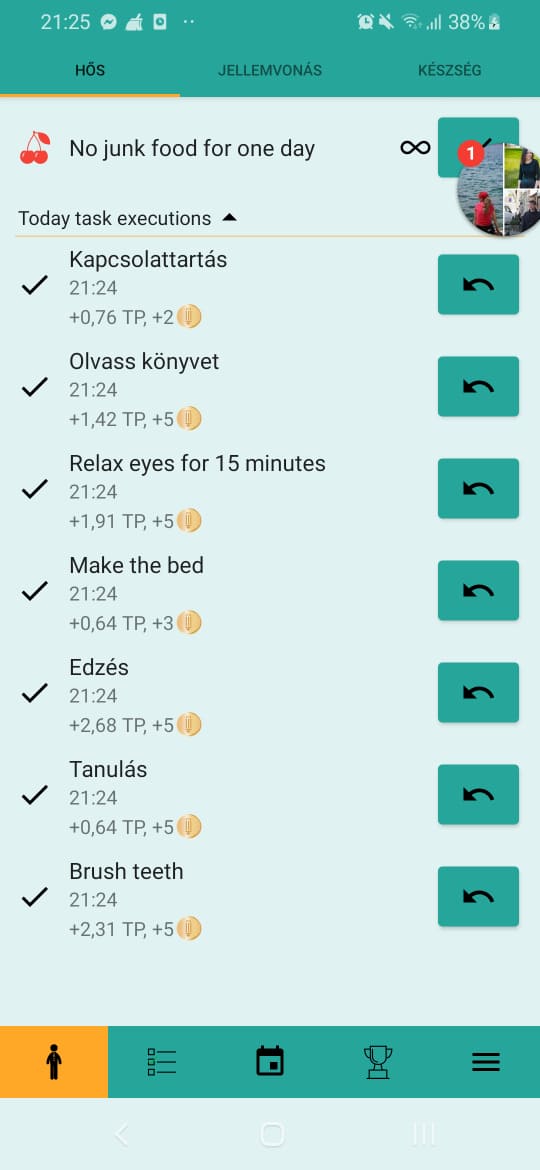 21:25
38%
HŐS
JELLEMVONÁS
KÉSZSÉG
No junk food for one day
1
Today task executions
Kapcsolattartás
21:24
+0,76 TP, +2
Olvass könyvet
21:24
+1,42 TP, +5
Relax eyes for 15 minutes
21:24
+1,91 TP, +5
Make the bed
21:24
+0,64 TP, +3
Edzés
21:24
+2,68 TP, +5
Tanulás
21:24
+0,64 TP, +5
Brush teeth
21:24
+2,31 TP, +5